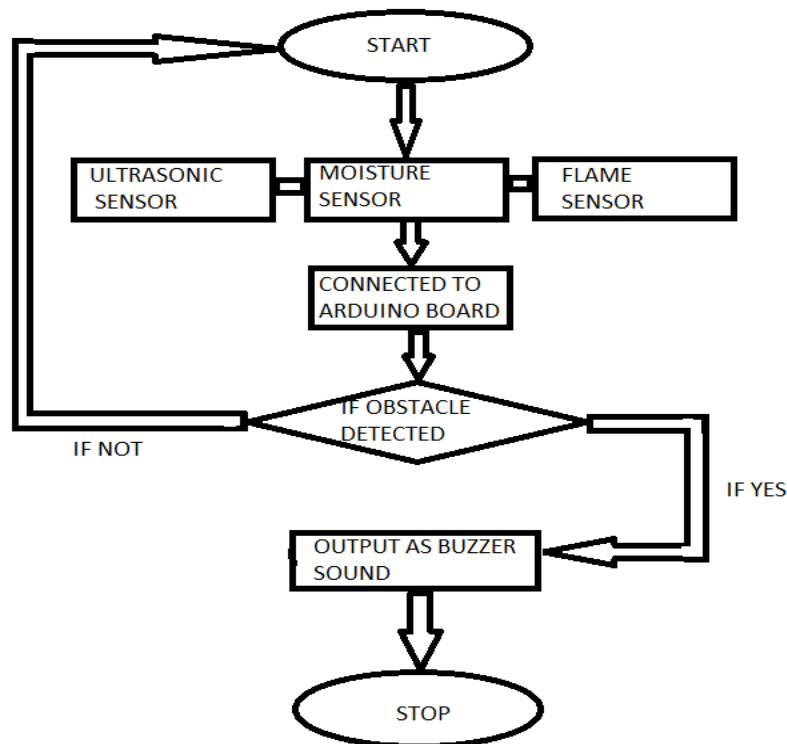 START
ULTRASONIC
SENSOR
MOISTURE
SENSOR
FLAME
SENSOR
CONNECTED TO
ARDUINO BOARD
IF OBSTACLE
DETECTED
IF NOT
IF YES
OUTPUT AS BUZZER
SOUND
STOP